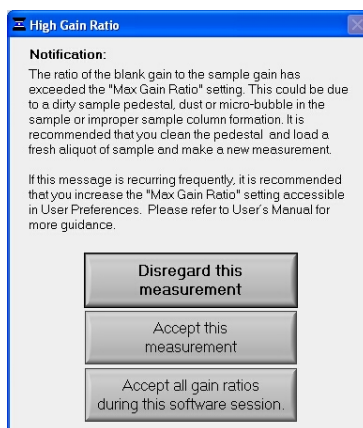 High Gain Ratio
Notification:
The ratio of the blank gain to the sample gain has
exceeded the "Max Gain Ratio" setting. This could be due
to a dirty sample pedestal, dust or micro-bubble in the
sample or improper sample column formation. It is
recommended that you clean the pedestal and load a
fresh aliquot of sample and make a new measurement.
If this message is recurring frequently, it is recommended
that you increase the "Max Gain Ratio" setting accessible
in User Preferences. Please refer to User's Manual for
more guidance.
Disregard this
measurement
Accept this
measurement
Accept all gain ratios
during this software session.